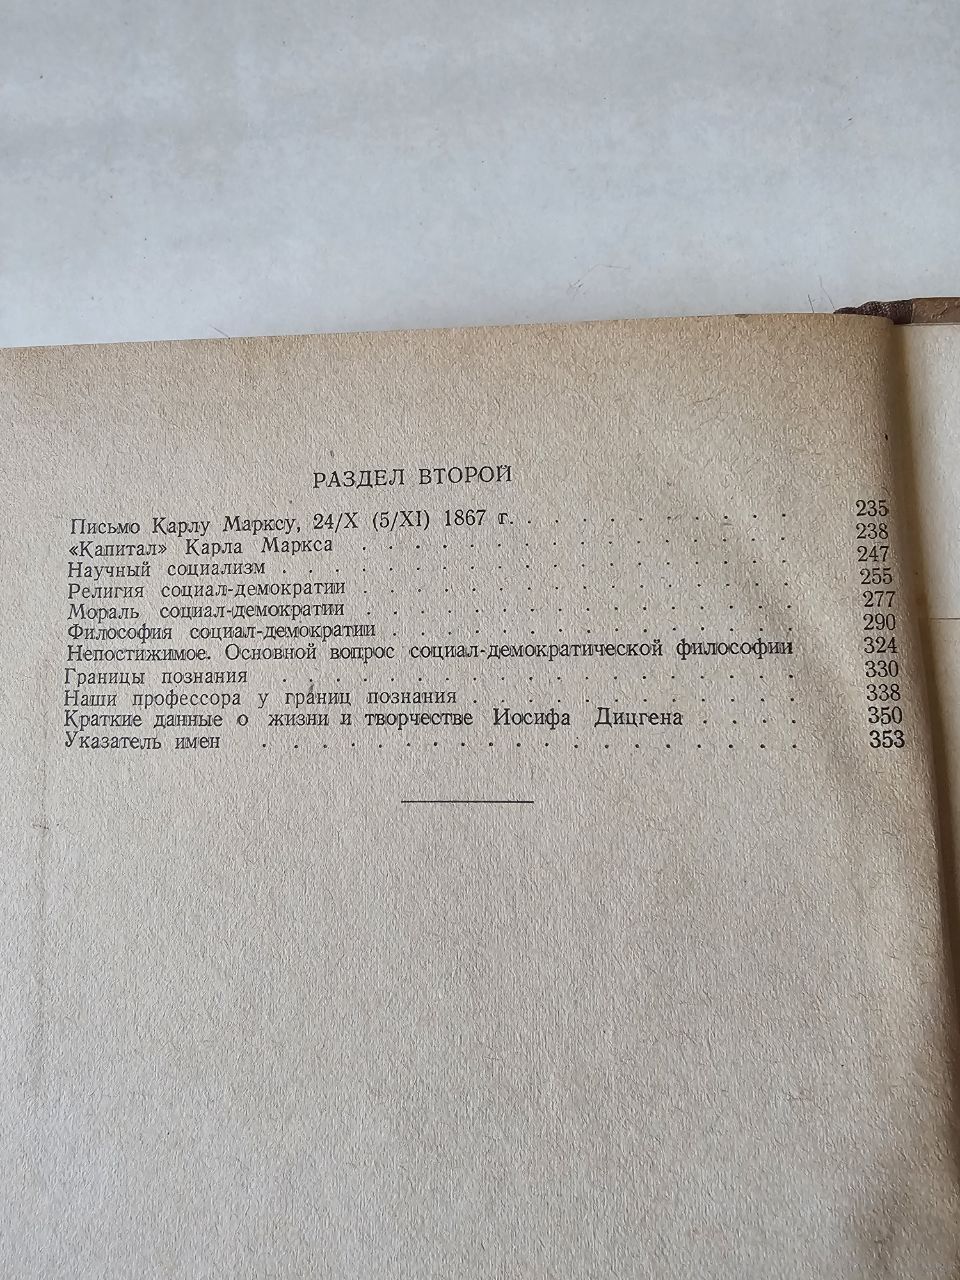 РАЗДЕЛ ВТОРОЙ
Письмо Карлу Марксу, 24/X (5/XI) 1867 г. . . . . . . . . . . 235
«Капитал» Карла Маркса . . . . . . . . . . . . . . . . 238
Научный социализм . . . . . . . . . . . . . . . . . . . 247
Религия социал-демократии . . . . . . . . . . . . . . . . 255
Мораль социал-демократии . . . . . . . . . . . . . . . . 277
Философия социал-демократии . . . . . . . . . . . . . . . 290
Непостижимое. Основной вопрос социал-демократической философии 324
Границы познания . . . . . . . . . . . . . . . . . . . 330
Наши профессора у границ познания . . . . . . . . . . . . 338
Краткие данные о жизни и творчестве Иосифа Дицгена . . . . 350
Указатель имен . . . . . . . . . . . . . . . . . . . . 353